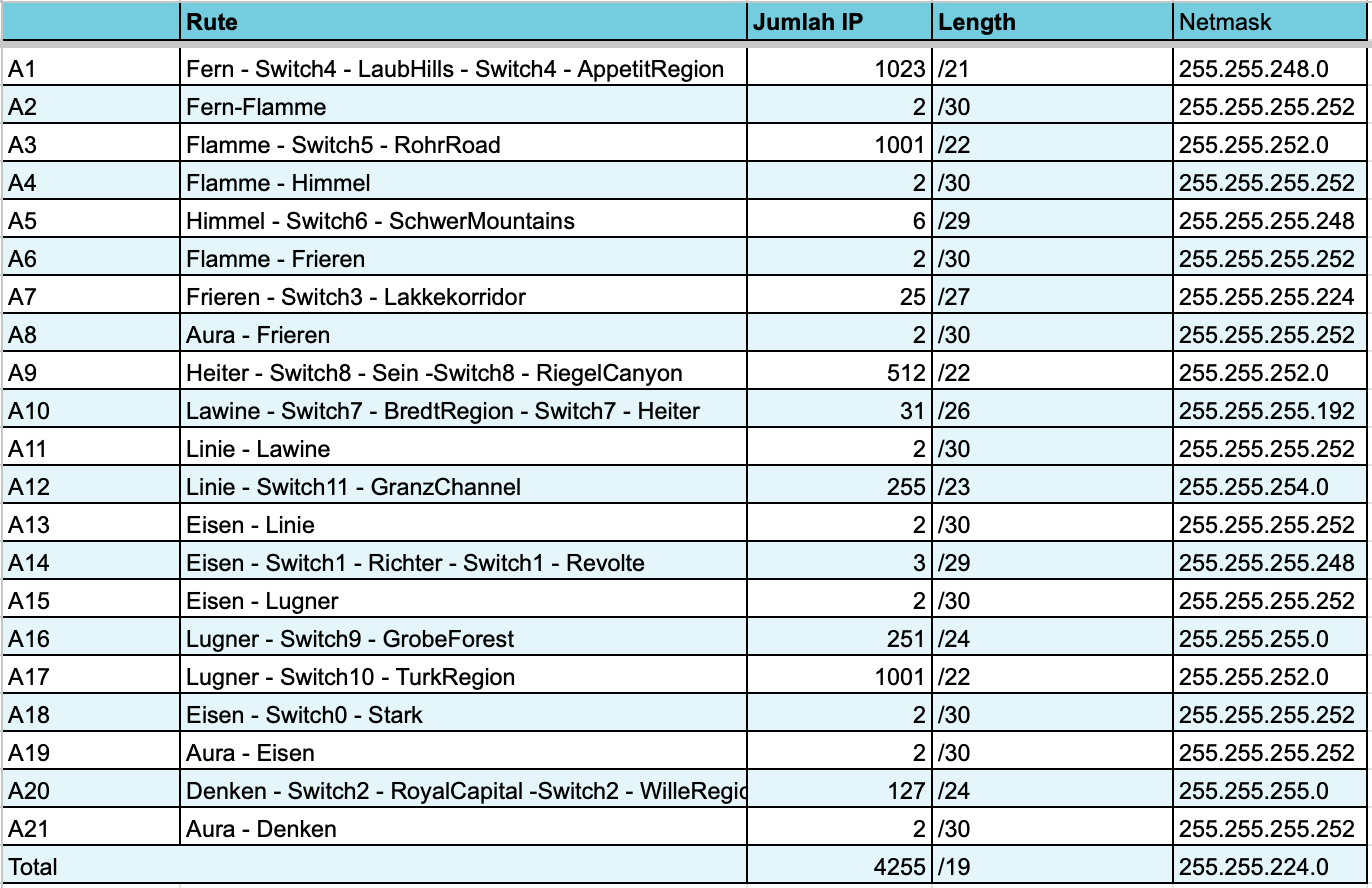 Rute Jumlah IP Length Netmask
A1 Fern - Switch4 - LaubHills - Switch4 - AppetitRegion 1023 /21 255.255.248.0
A2 Fern-Flamme 2 /30 255.255.255.252
A3 Flamme - Switch5 - RohrRoad 1001 /22 255.255.252.0
A4 Flamme - Himmel 2 /30 255.255.255.252
A5 Himmel - Switch6 - SchwerMountains 6 /29 255.255.255.248
A6 Flamme - Frieren 2 /30 255.255.255.252
A7 Frieren - Switch3 - Lakkekorridor 25 /27 255.255.255.224
A8 Aura - Frieren 2 /30 255.255.255.252
A9 Heiter - Switch8 - Sein -Switch8 - RiegelCanyon 512 /22 255.255.252.0
A10 Lawine - Switch7 - BredtRegion - Switch7 - Heiter 31 /26 255.255.255.192
A11 Linie - Lawine 2 /30 255.255.255.252
A12 Linie - Switch11 - GranzChannel 255 /23 255.255.254.0
A13 Eisen - Linie 2 /30 255.255.255.252
A14 Eisen - Switch1 - Richter - Switch1 - Revolte 3 /29 255.255.255.248
A15 Eisen - Lugner 2 /30 255.255.255.252
A16 Lugner - Switch9 - GrobeForest 251 /24 255.255.255.0
A17 Lugner - Switch10 - TurkRegion 1001 /22 255.255.252.0
A18 Eisen - Switch0 - Stark 2 /30 255.255.255.252
A19 Aura - Eisen 2 /30 255.255.255.252
A20 Denken - Switch2 - RoyalCapital -Switch2 - WilleRegio 127 /24 255.255.255.0
A21 Aura - Denken 2 /30 255.255.255.252
Total 4255 /19 255.255.224.0